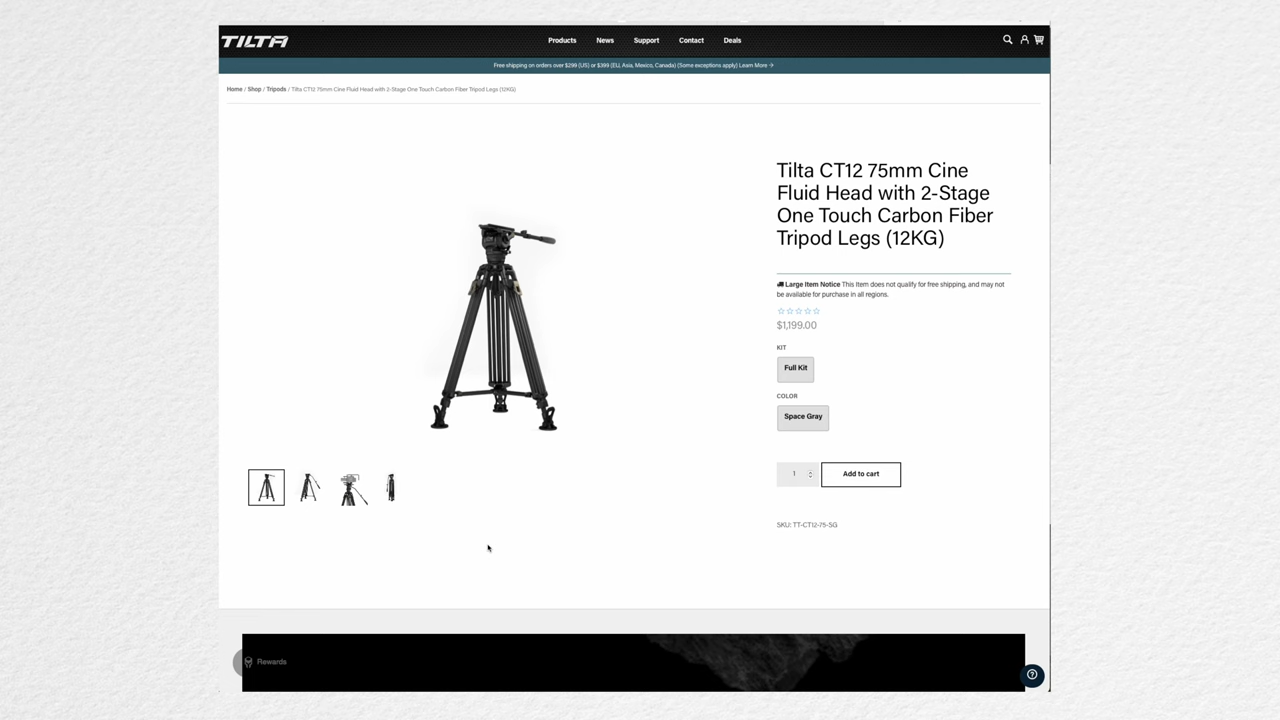 TILTA
Products
News
Support
Contact
Deals
Free shipping on orders over $299 (US) or $399 (EU, Asia, Mexico, Canada) (Some exceptions apply) Learn More →
Home / Shop / Tripods / Tilta CT12 75mm Cine Fluid Head with 2-Stage One Touch Carbon Fiber Tripod Legs (12KG)
Tilta CT12 75mm Cine
Fluid Head with 2-Stage
One Touch Carbon Fiber
Tripod Legs (12KG)
Large Item Notice This Item does not qualify for free shipping, and may not
be available for purchase in all regions.
$1,199.00
KIT
Full Kit
COLOR
Space Gray
1
Add to cart
SKU: TT-CT12-75-SG
Rewards